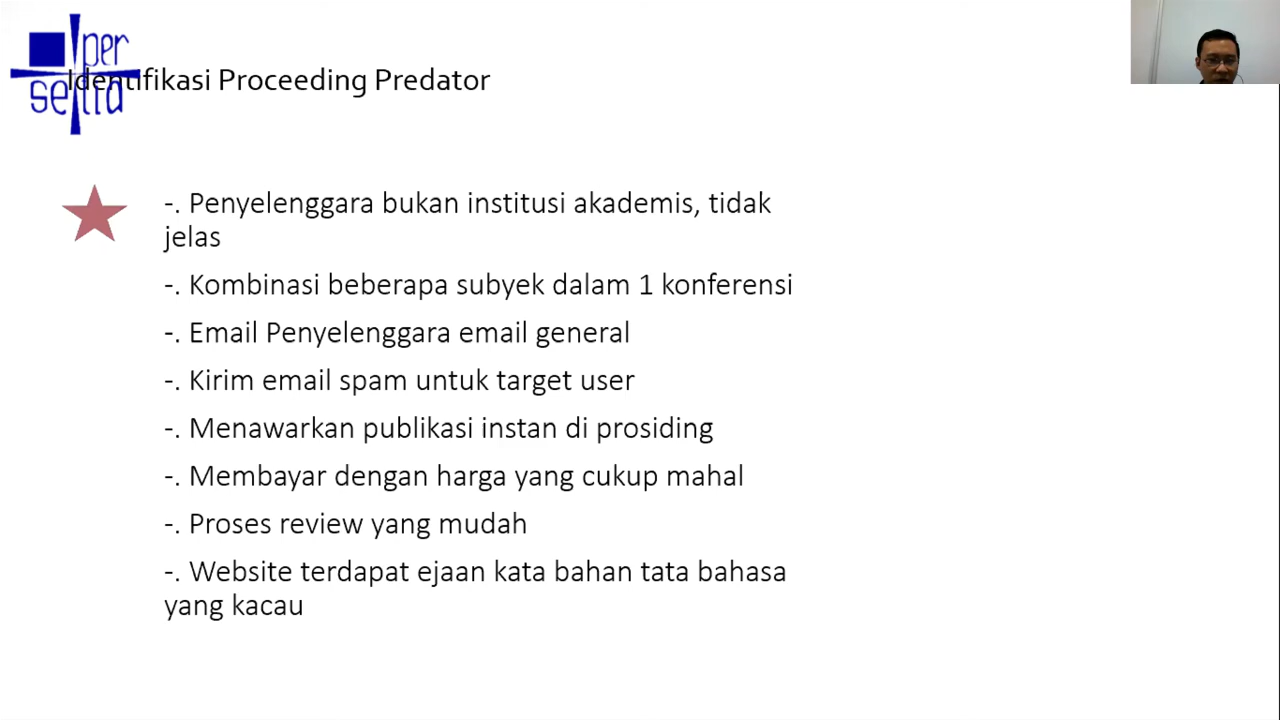 per
setia
Identifikasi Proceeding Predator
-. Penyelenggara bukan institusi akademis, tidak
jelas
-. Kombinasi beberapa subyek dalam 1 konferensi
-. Email Penyelenggara email general
-. Kirim email spam untuk target user
-. Menawarkan publikasi instan di prosiding
-. Membayar dengan harga yang cukup mahal
-. Proses review yang mudah
-. Website terdapat ejaan kata bahan tata bahasa
yang kacau